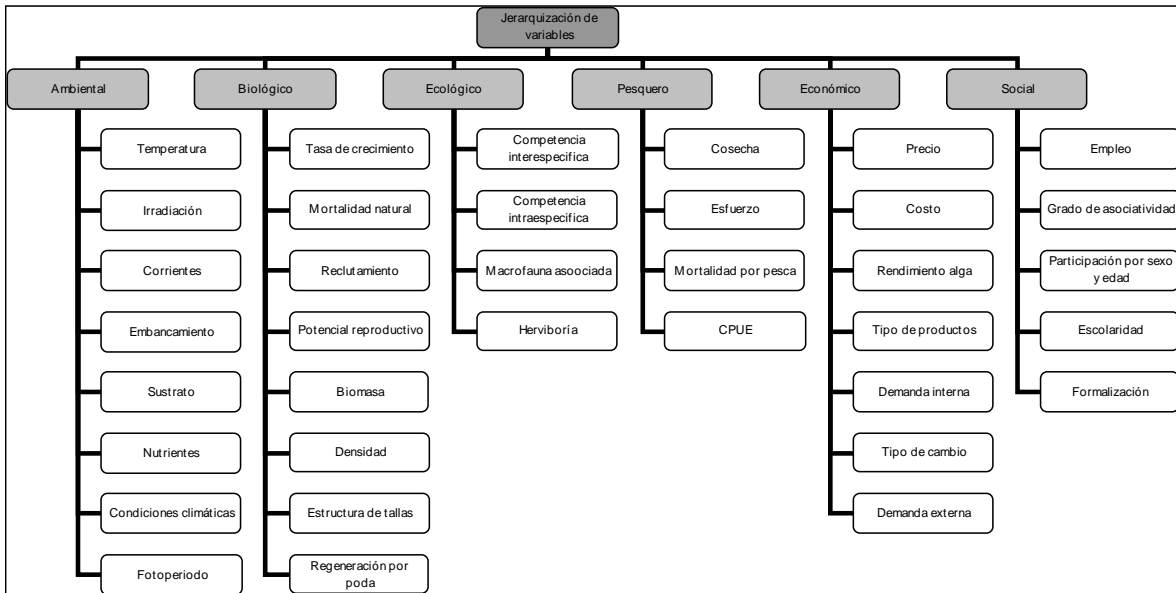 Jerarquización de
variables
Ambiental
Biológico
Ecológico
Pesquero
Económico
Social
Temperatura
Irradiación
Corrientes
Embancamiento
Sustrato
Nutrientes
Condiciones climáticas
Fotoperiodo
Tasa de crecimiento
Mortalidad natural
Reclutamiento
Potencial reproductivo
Biomasa
Densidad
Estructura de tallas
Regeneración por
poda
Competencia
interespecifica
Competencia
intraespecifica
Macrofauna asoociada
Herviboría
Cosecha
Esfuerzo
Mortalidad por pesca
CPUE
Precio
Costo
Rendimiento alga
Tipo de productos
Demanda interna
Tipo de cambio
Demanda externa
Empleo
Grado de asociatividad
Participación por sexo
y edad
Escolaridad
Formalización